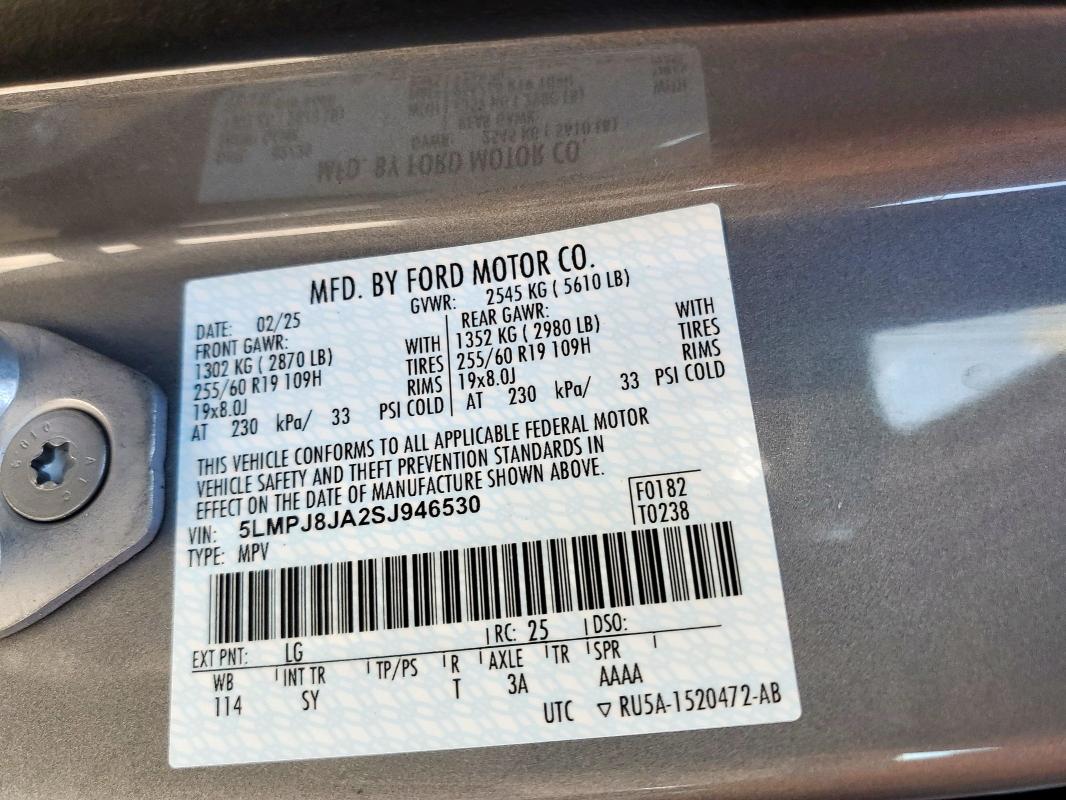 MFD. BY FORD MOTOR CO.
DATE: 02/25 GVWR: 2545 KG ( 5610 LB)
FRONT GAWR: REAR GAWR:
1302 KG ( 2870 LB) WITH 1352 KG ( 2980 LB) WITH
255/60 R19 109H TIRES 255/60 R19 109H TIRES
19x8.0J RIMS 19x8.0J RIMS
AT 230 kPa/ 33 PSI COLD AT 230 kPa/ 33 PSI COLD
THIS VEHICLE CONFORMS TO ALL APPLICABLE FEDERAL MOTOR
VEHICLE SAFETY AND THEFT PREVENTION STANDARDS IN
EFFECT ON THE DATE OF MANUFACTURE SHOWN ABOVE.
VIN: 5LMPJ8JA2SJ946530 F0182
TYPE: MPV T0238
EXT PNT: LG RC: 25 DSO:
WB INT TR TP/PS R AXLE TR SPR
114 SY T 3A AAAA
UTC ▽ RU5A-1520472-AB